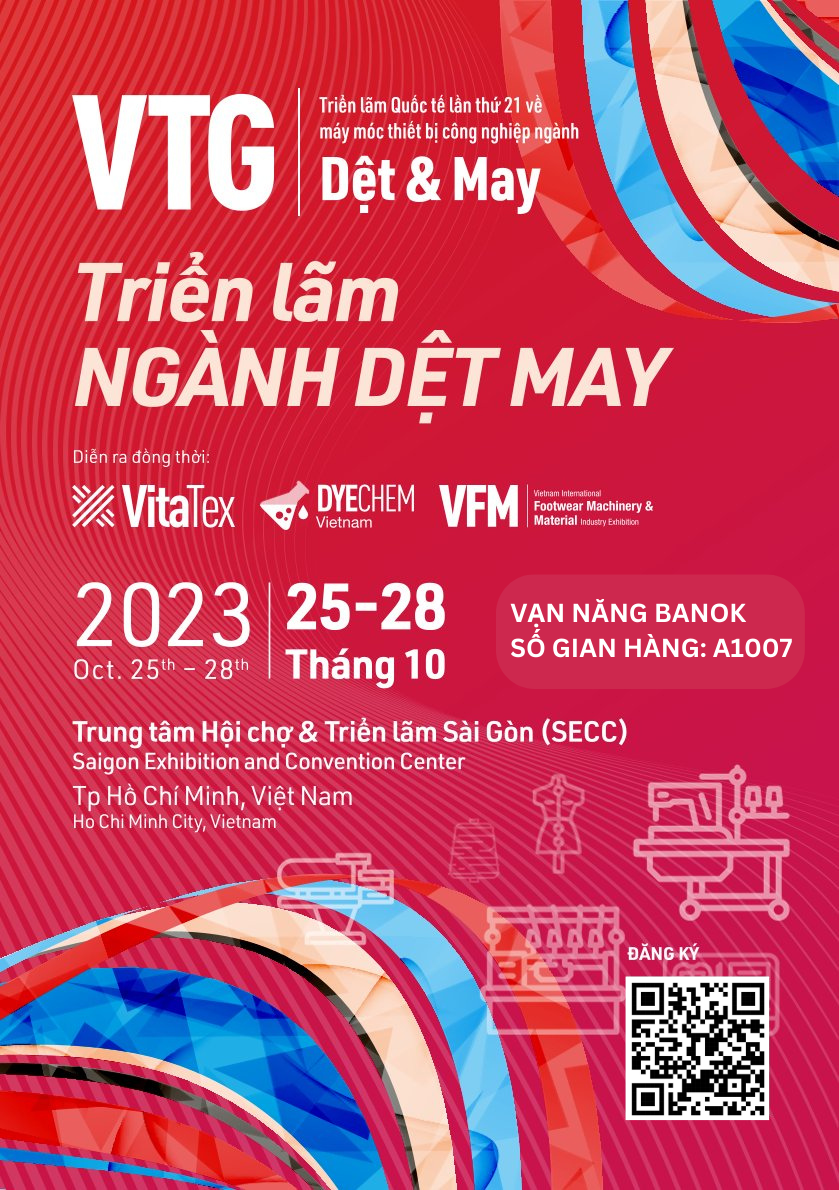 VTG
Triển lãm Quốc tế lần thứ 21 về
máy móc thiết bị công nghiệp ngành
Dệt & May
Triển lãm
NGÀNH DỆT MAY
Diễn ra đồng thời:
VitaTex
DYECHEM
Vietnam
VFM
Vietnam International
Footwear Machinery &
Material Industry Exhibition
2023
Oct. 25th – 28th
25-28
Tháng 10
VẠN NĂNG BANOK
SỐ GIAN HÀNG: A1007
Trung tâm Hội chợ & Triển lãm Sài Gòn (SECC)
Saigon Exhibition and Convention Center
Tp Hồ Chí Minh, Việt Nam
Ho Chi Minh City, Vietnam
ĐĂNG KÝ